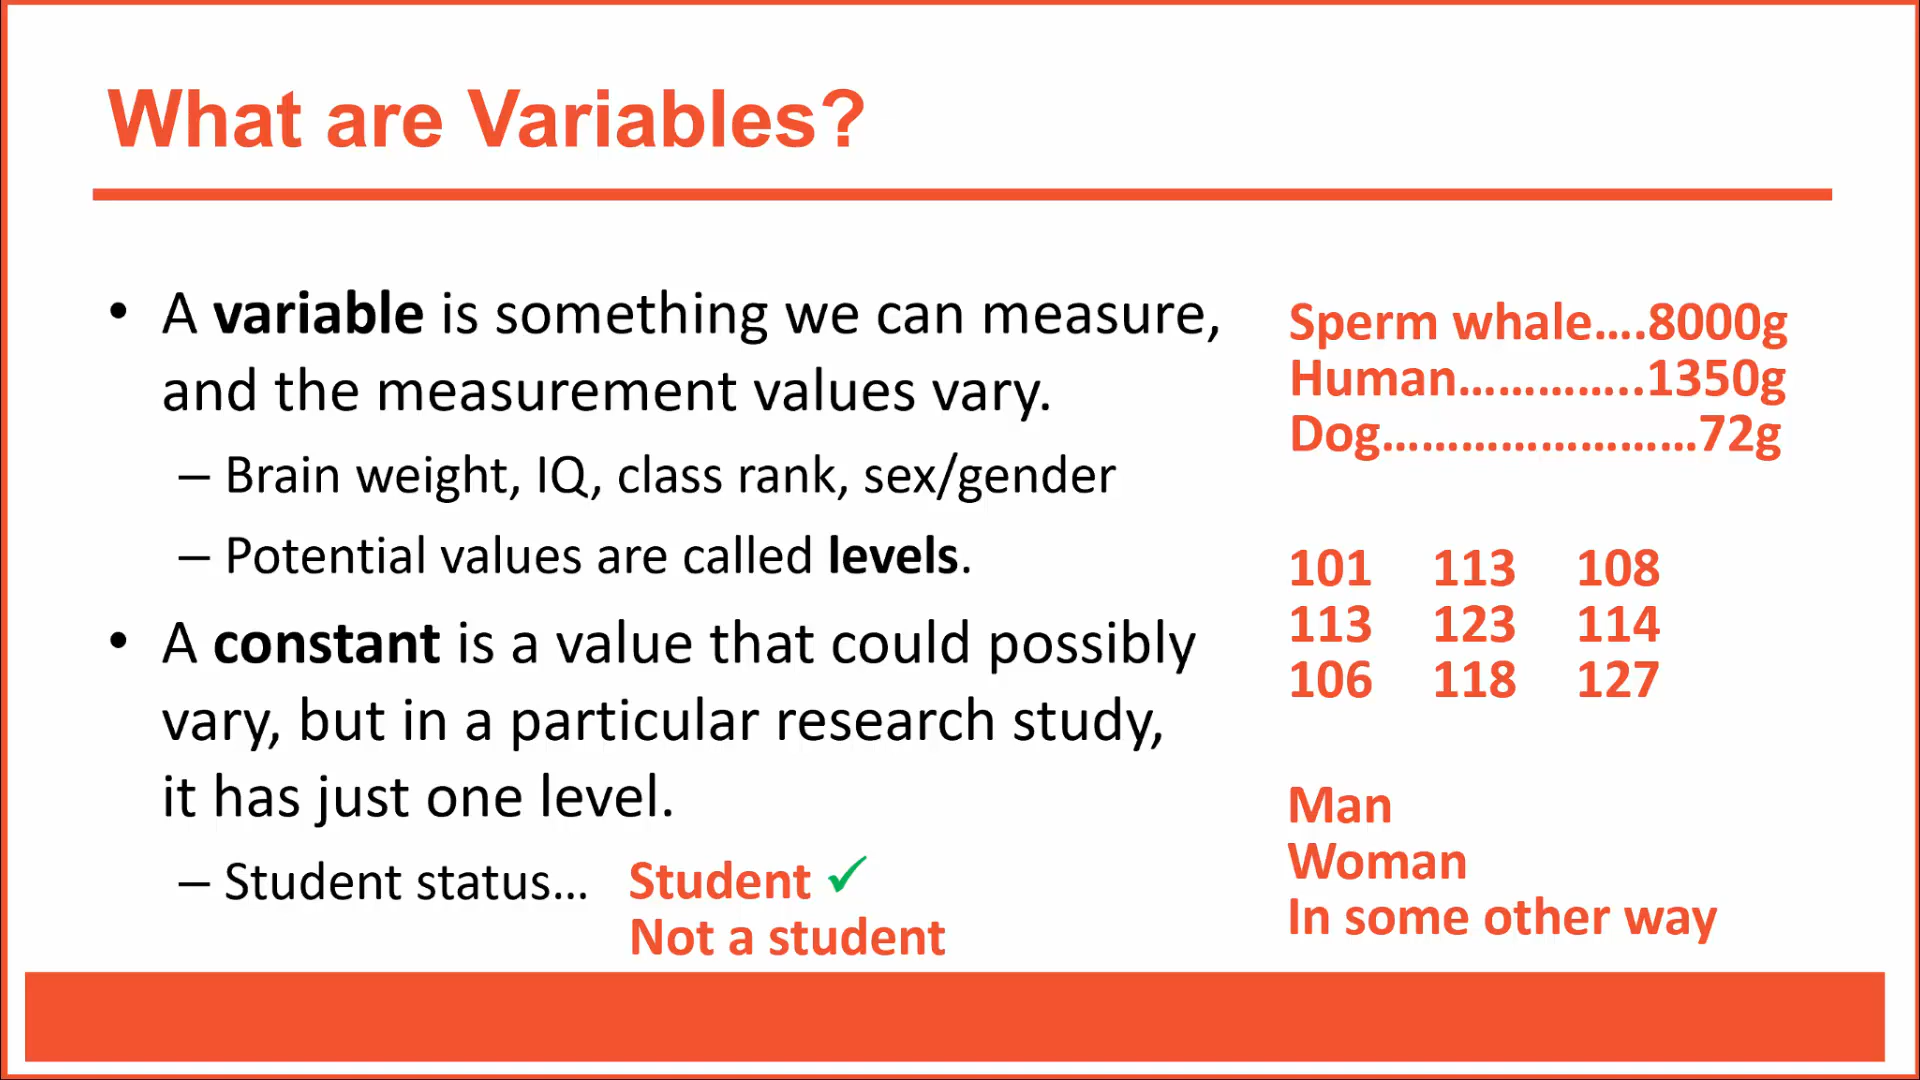 What are Variables?
• A variable is something we can measure,
and the measurement values vary.
– Brain weight, IQ, class rank, sex/gender
– Potential values are called levels.
• A constant is a value that could possibly
vary, but in a particular research study,
it has just one level.
– Student status... Student ✓
Not a student
Sperm whale....8000g
Human..............1350g
Dog........................72g
101 113 108
113 123 114
106 118 127
Man
Woman
In some other way